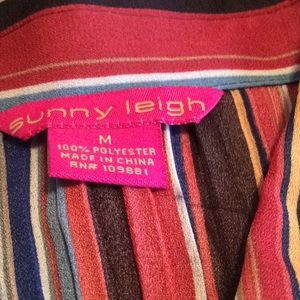 sunny leigh
M
100% POLYESTER
MADE IN CHINA
RN# 109881